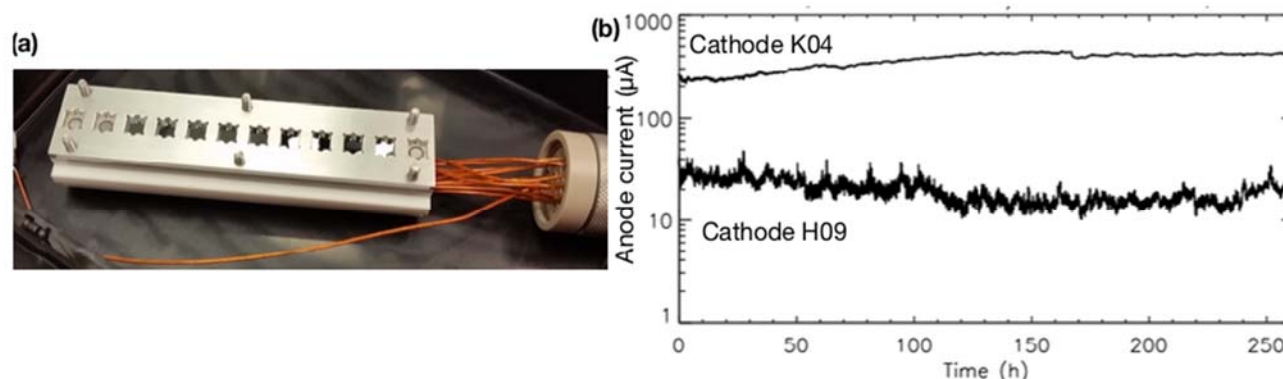 (a)
(b)
1000
100
10
1
Anode current (μA)
Cathode K04
Cathode H09
0
50
100
150
200
250
Time (h)